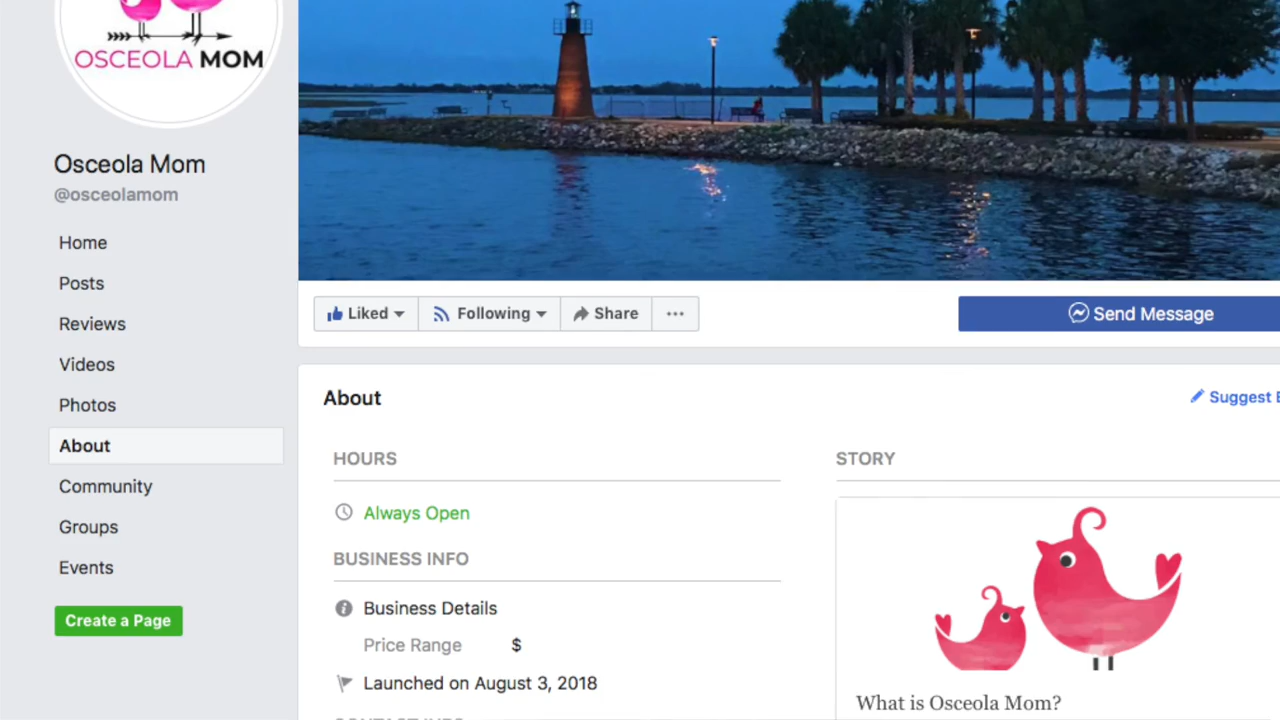 OSCEOLA MOM
Osceola Mom
@osceolamom
Home
Posts
Reviews
Videos
Photos
About
Community
Groups
Events
Create a Page
Liked
Following
Share
Send Message
About
Suggest
HOURS
Always Open
BUSINESS INFO
Business Details
Price Range $
Launched on August 3, 2018
STORY
What is Osceola Mom?